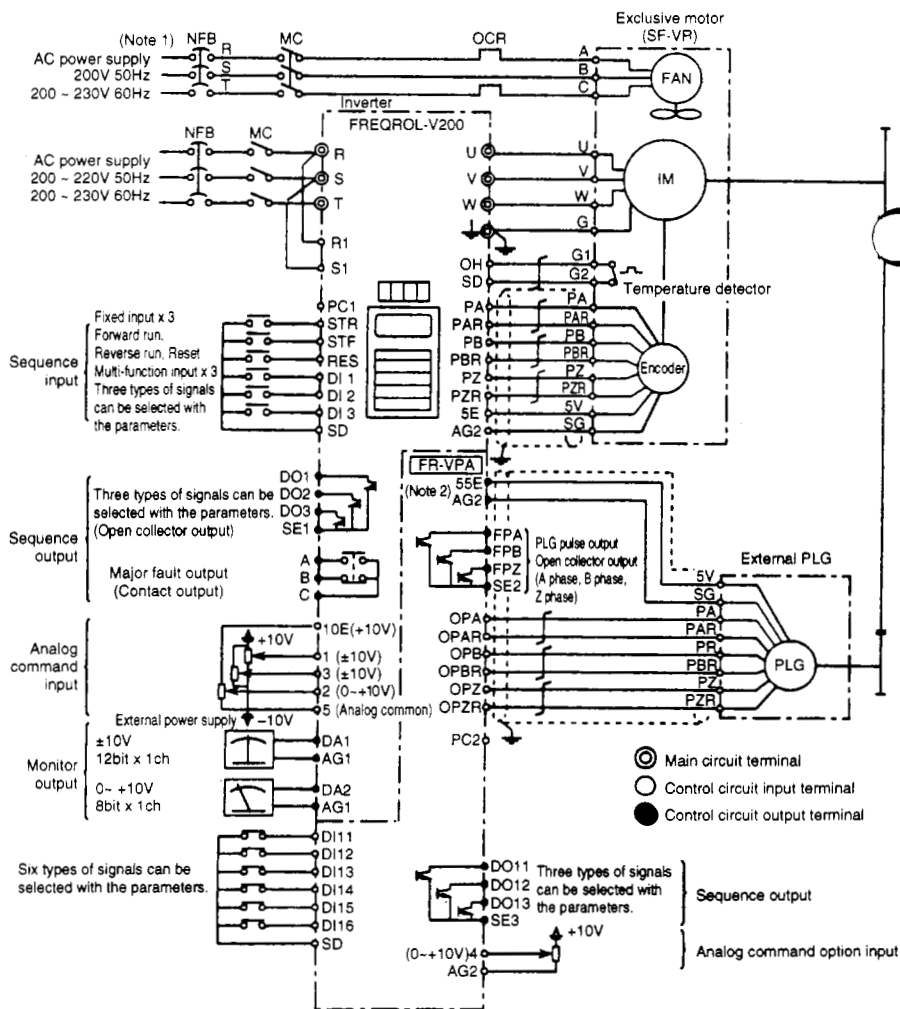 Exclusive motor
(SF-VR)
(Note 1) NFB MC OCR
R
S
T
AC power supply
200V 50Hz
200 ~ 230V 60Hz
A
B
C
FAN
Inverter
FREQROL-V200
NFB MC
AC power supply
200 ~ 220V 50Hz
200 ~ 230V 60Hz
R
S
T
R1
S1
U
V
W
U
V
W
G
IM
OH
SD
G1
G2
Temperature detector
PC1
STR
STF
RES
DI 1
DI 2
DI 3
SD
Sequence
input
Fixed input x 3
Forward run.
Reverse run, Reset
Multi-function input x 3
Three types of signals
can be selected with
the parameters.
PA
PAR
PB
PBR
PZ
PZR
5E
AG2
PA
PAR
PB
PBR
PZ
PZR
5V
SG
Encoder
FR-VPA
(Note 2)
55E
AG2
Sequence
output
Three types of signals can be
selected with the parameters.
(Open collector output)
DO1
DO2
DO3
SE1
Major fault output
(Contact output)
A
B
C
FPA
FPB
FPZ
SE2
PLG pulse output
Open collector output
(A phase, B phase,
Z phase)
External PLG
5V
SG
PA
PAR
PR
PBR
PZ
PZR
PLG
OPA
OPAR
OPB
OPBR
OPZ
OPZR
PC2
Analog
command
input
+10V
10E(+10V)
1 (±10V)
3 (±10V)
2 (0~+10V)
5 (Analog common)
External power supply
−10V
Monitor
output
±10V
12bit x 1ch
0~ +10V
8bit x 1ch
DA1
AG1
DA2
AG1
Main circuit terminal
Control circuit input terminal
Control circuit output terminal
Six types of signals can be
selected with the parameters.
DI11
DI12
DI13
DI14
DI15
DI16
SD
DO11
DO12
DO13
SE3
Three types of signals
can be selected with
the parameters.
Sequence output
+10V
(0~+10V)4
AG2
Analog command option input